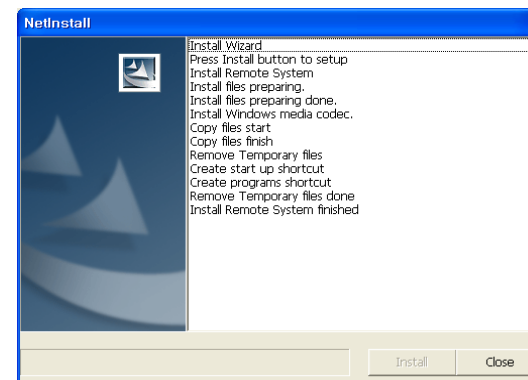 NetInstall
Install Wizard
Press Install button to setup
Install Remote System
Install files preparing.
Install files preparing done.
Install Windows media codec.
Copy files start
Copy files finish
Remove Temporary files
Create start up shortcut
Create programs shortcut
Remove Temporary files done
Install Remote System finished
Install
Close